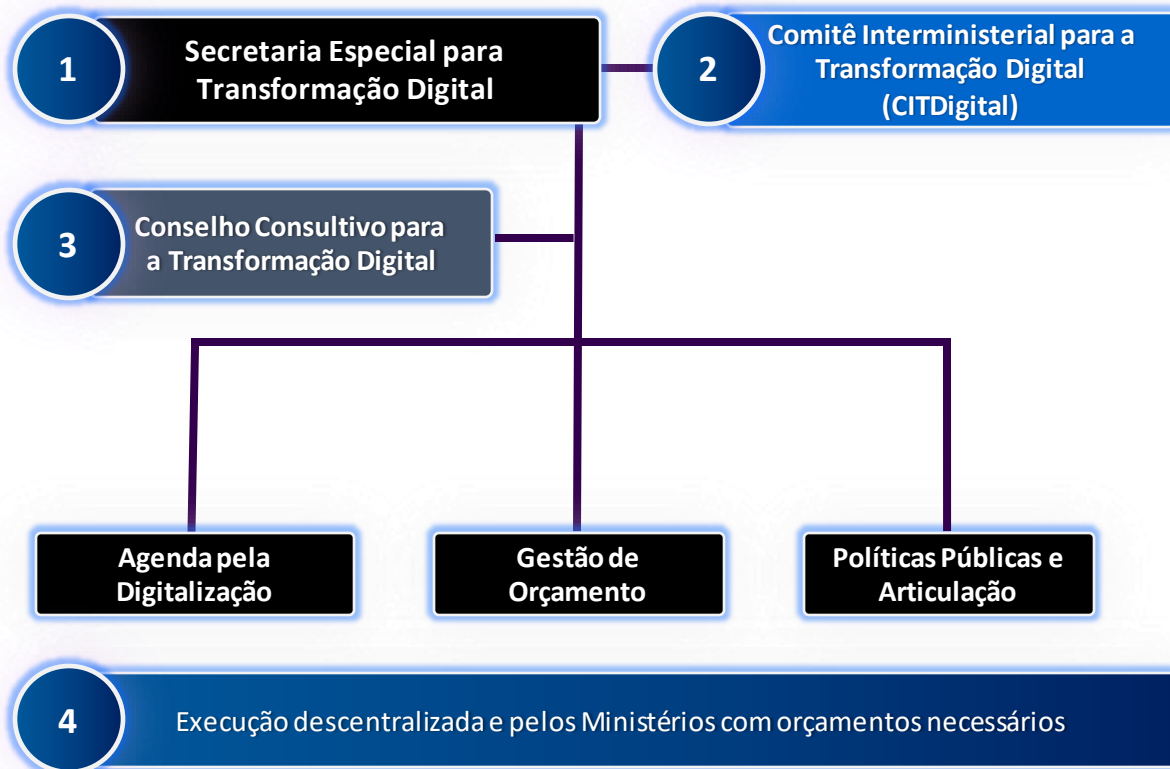 1
Secretaria Especial para
Transformação Digital
2
Comitê Interministerial para a
Transformação Digital
(CITDigital)
3
Conselho Consultivo para
a Transformação Digital
Agenda pela
Digitalização
Gestão de
Orçamento
Políticas Públicas e
Articulação
4
Execução descentralizada e pelos Ministérios com orçamentos necessários